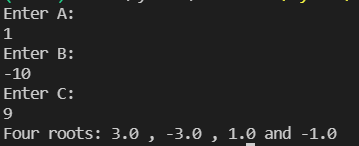 Enter A:
1
Enter B:
-10
Enter C:
9
Four roots: 3.0 , -3.0 , 1.0 and -1.0